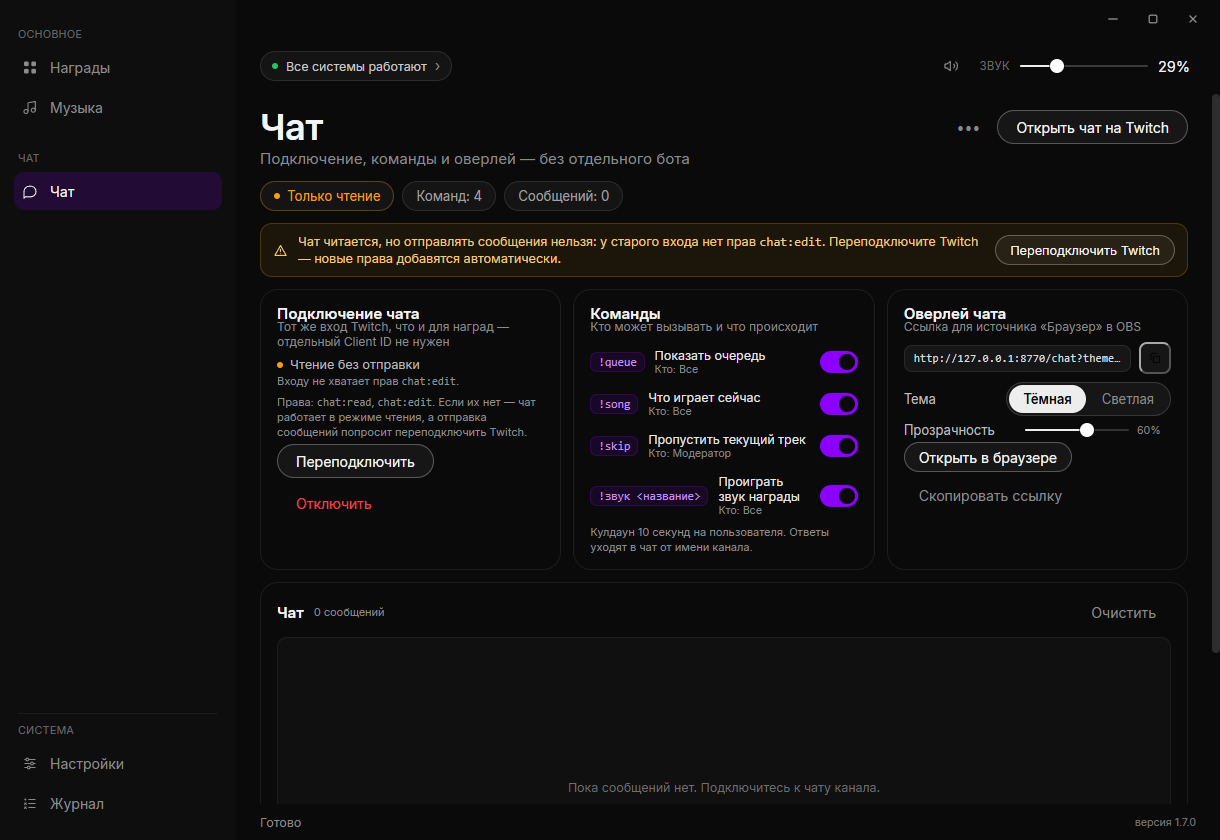 ОСНОВНОЕ
Награды
Музыка
ЧАТ
Чат
СИСТЕМА
Настройки
Журнал
Все системы работают ›
ЗВУК 29%
Чат
Подключение, команды и оверлей — без отдельного бота
Открыть чат на Twitch
Только чтение
Команд: 4
Сообщений: 0
Чат читается, но отправлять сообщения нельзя: у старого входа нет прав chat:edit. Переподключите Twitch
— новые права добавятся автоматически.
Переподключить Twitch
Подключение чата
Тот же вход Twitch, что и для наград —
отдельный Client ID не нужен
Чтение без отправки
Входу не хватает прав chat:edit.
Права: chat:read, chat:edit. Если их нет — чат
работает в режиме чтения, а отправка
сообщений попросит переподключить Twitch.
Переподключить
Отключить
Команды
Кто может вызывать и что происходит
!queue
Показать очередь
Кто: Все
!song
Что играет сейчас
Кто: Все
!skip
Пропустить текущий трек
Кто: Модератор
!звук <название>
Проиграть
звук награды
Кто: Все
Кулдаун 10 секунд на пользователя. Ответы
уходят в чат от имени канала.
Оверлей чата
Ссылка для источника «Браузер» в OBS
http://127.0.0.1:8770/chat?theme…
Тема
Тёмная
Светлая
Прозрачность
60%
Открыть в браузере
Скопировать ссылку
Чат
0 сообщений
Очистить
Пока сообщений нет. Подключитесь к чату канала.
Готово
версия 1.7.0